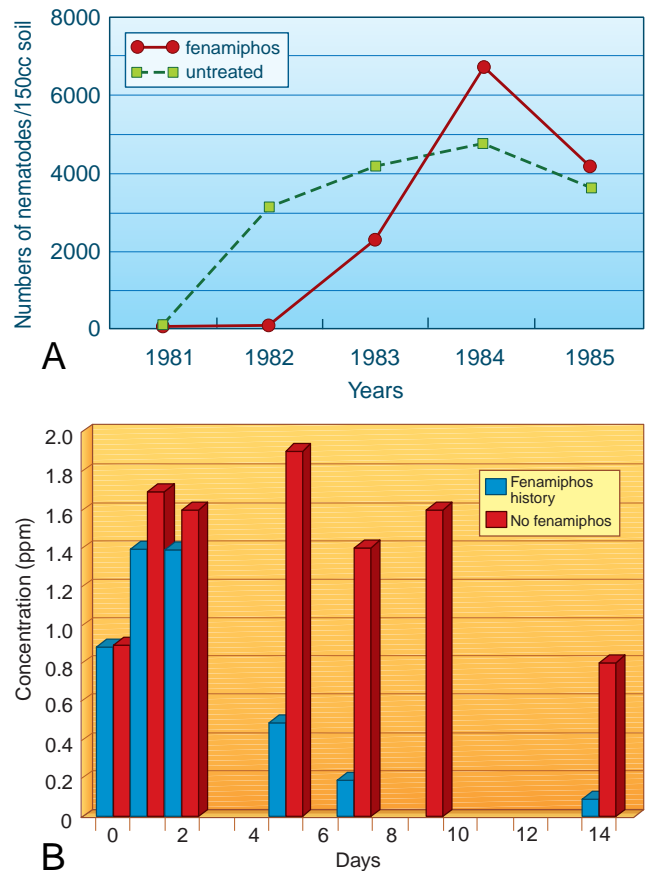 8000
6000
4000
2000
0
Numbers of nematodes/150cc soil
fenamiphos
untreated
1981 1982 1983 1984 1985
Years
A
2.0
1.8
1.6
1.4
1.2
1.0
0.8
0.6
0.4
0.2
0
Concentration (ppm)
Fenamiphos
history
No fenamiphos
0 2 4 6 8 10 12 14
Days
B